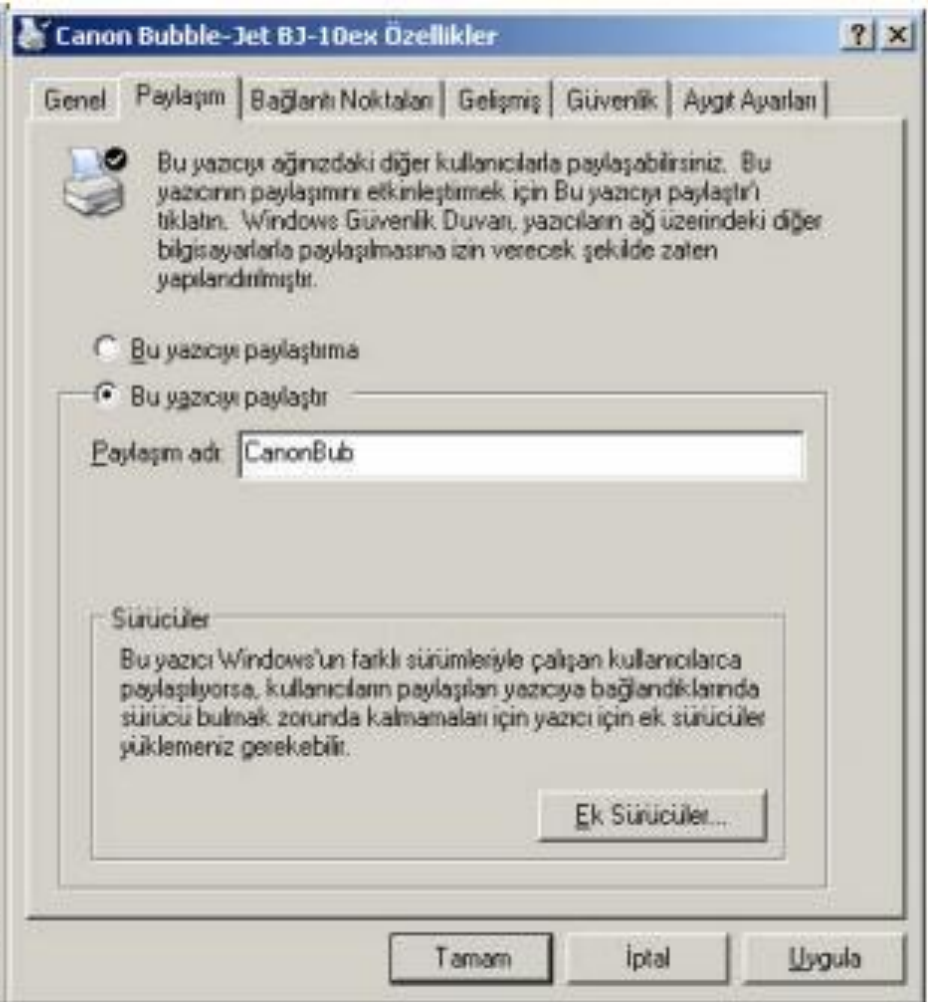 Canon Bubble-Jet BJ-10ex Özellikler
Genel Paylaşım Bağlantı Noktaları Gelişmiş Güvenlik Aygıt Ayarları
Bu yazıcıyı ağınızdaki diğer kullanıcılarla paylaşabilirsiniz. Bu
yazıcının paylaşımını etkinleştirmek için Bu yazıcıyı paylaştır'ı
tıklatın. Windows Güvenlik Duvarı, yazıcıların ağ üzerindeki diğer
bilgisayarlarla paylaşılmasına izin verecek şekilde zaten
yapılandırılmıştır.
Bu yazıcıyı paylaştırma
Bu yazıcıyı paylaştır
Paylaşım adı: CanonBub
Sürücüler
Bu yazıcı Windows'un farklı sürümleriyle çalışan kullanıcılarca
paylaşılıyorsa, kullanıcıların paylaşılan yazıcıya bağlandıklarında
sürücü bulmak zorunda kalmamaları için yazıcı için ek sürücüler
yüklemeniz gerekebilir.
Ek Sürücüler...
Tamam İptal Uygula